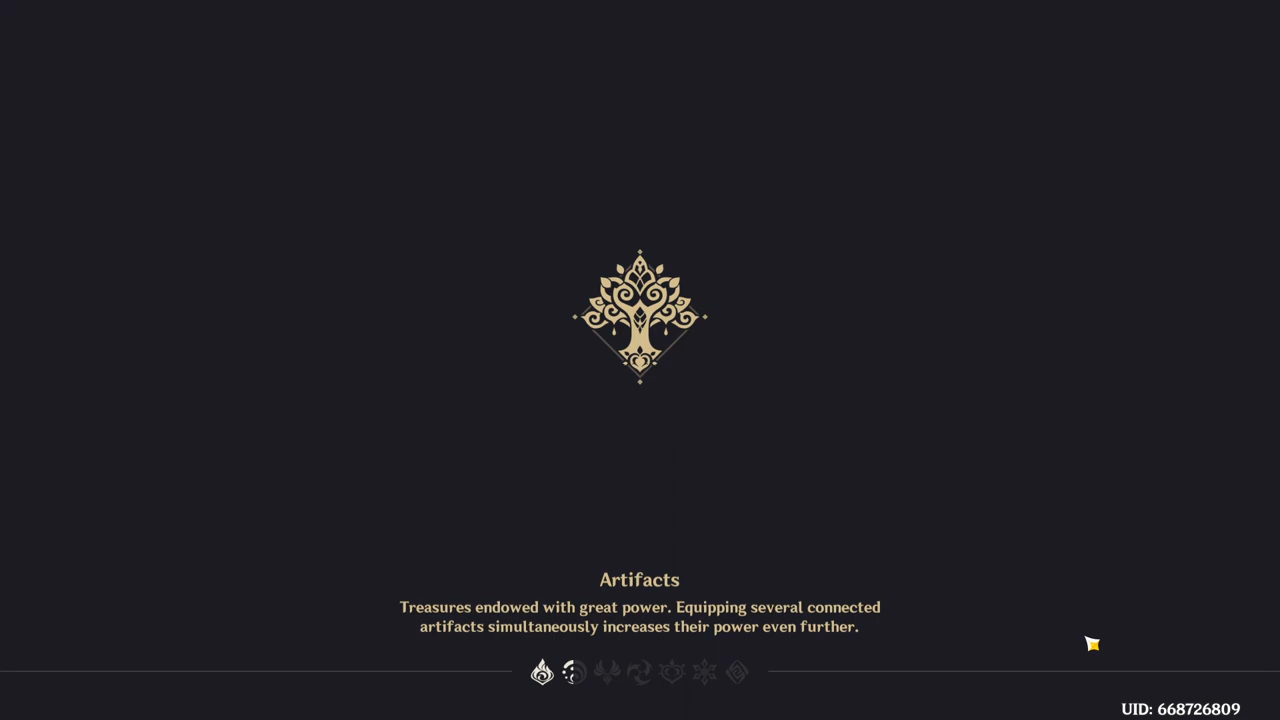 Artifacts
Treasures endowed with great power. Equipping several connected
artifacts simultaneously increases their power even further.
UID: 668726809